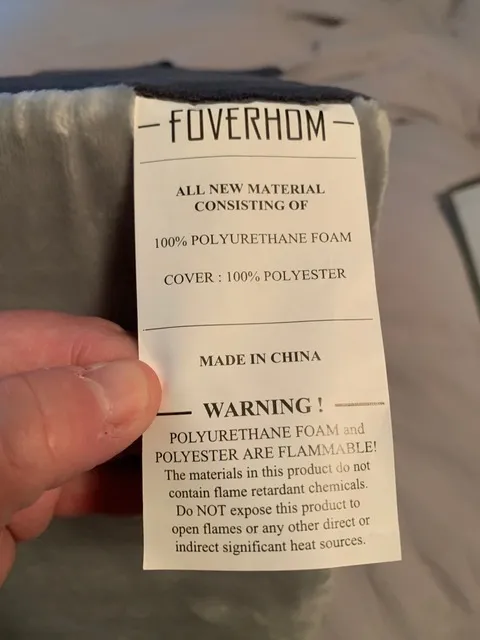 FOVERHOM
ALL NEW MATERIAL
CONSISTING OF
100% POLYURETHANE FOAM
COVER : 100% POLYESTER
MADE IN CHINA
WARNING !
POLYURETHANE FOAM and
POLYESTER ARE FLAMMABLE!
The materials in this product do not
contain flame retardant chemicals.
Do NOT expose this product to
open flames or any other direct or
indirect significant heat sources.